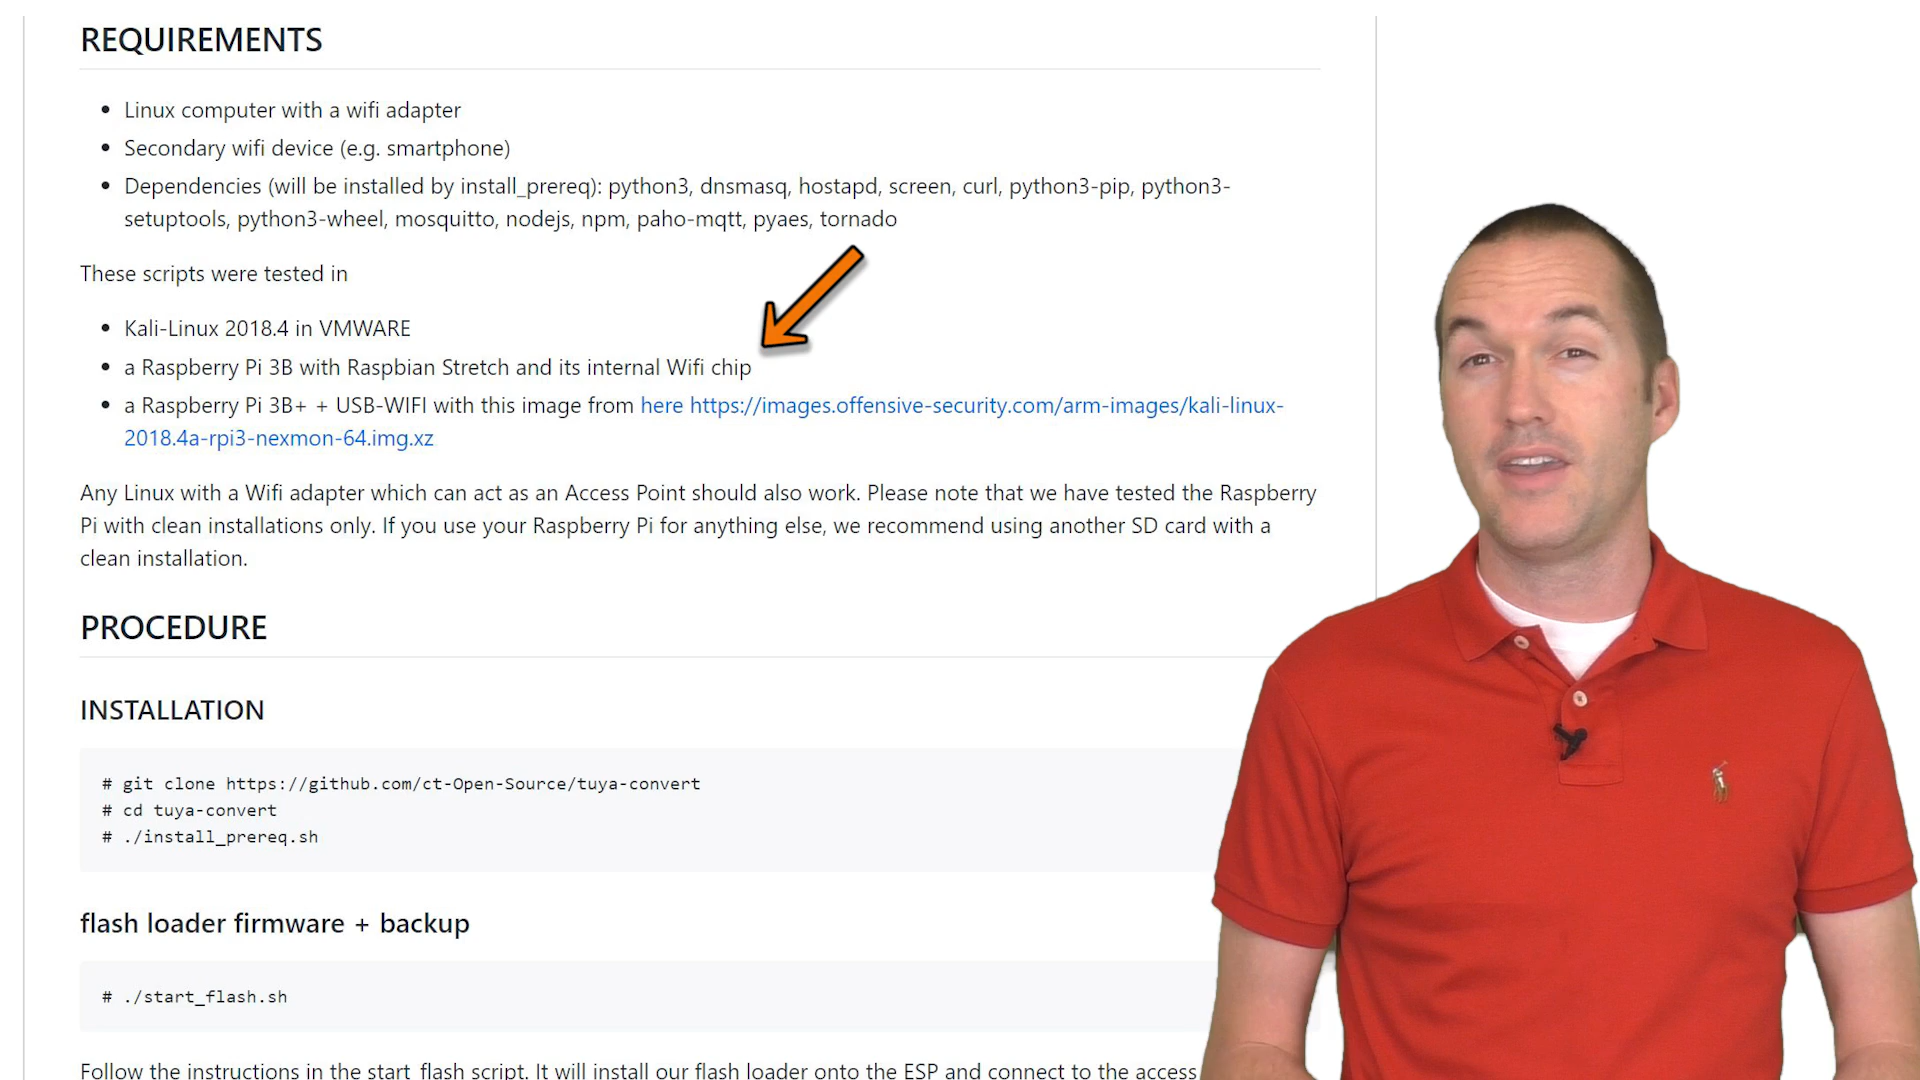 REQUIREMENTS
Linux computer with a wifi adapter
Secondary wifi device (e.g. smartphone)
Dependencies (will be installed by install_prereq): python3, dnsmasq, hostapd, screen, curl, python3-pip, python3-
setuptools, python3-wheel, mosquitto, nodejs, npm, paho-mqtt, pyaes, tornado
These scripts were tested in
Kali-Linux 2018.4 in VMWARE
a Raspberry Pi 3B with Raspbian Stretch and its internal Wifi chip
a Raspberry Pi 3B+ + USB-WIFI with this image from here https://images.offensive-security.com/arm-images/kali-linux-
2018.4a-rpi3-nexmon-64.img.xz
Any Linux with a Wifi adapter which can act as an Access Point should also work. Please note that we have tested the Raspberry
Pi with clean installations only. If you use your Raspberry Pi for anything else, we recommend using another SD card with a
clean installation.
PROCEDURE
INSTALLATION
# git clone https://github.com/ct-Open-Source/tuya-convert
# cd tuya-convert
# ./install_prereq.sh
flash loader firmware + backup
# ./start_flash.sh
Follow the instructions in the start_flash script. It will install our flash loader onto the ESP and connect to the access